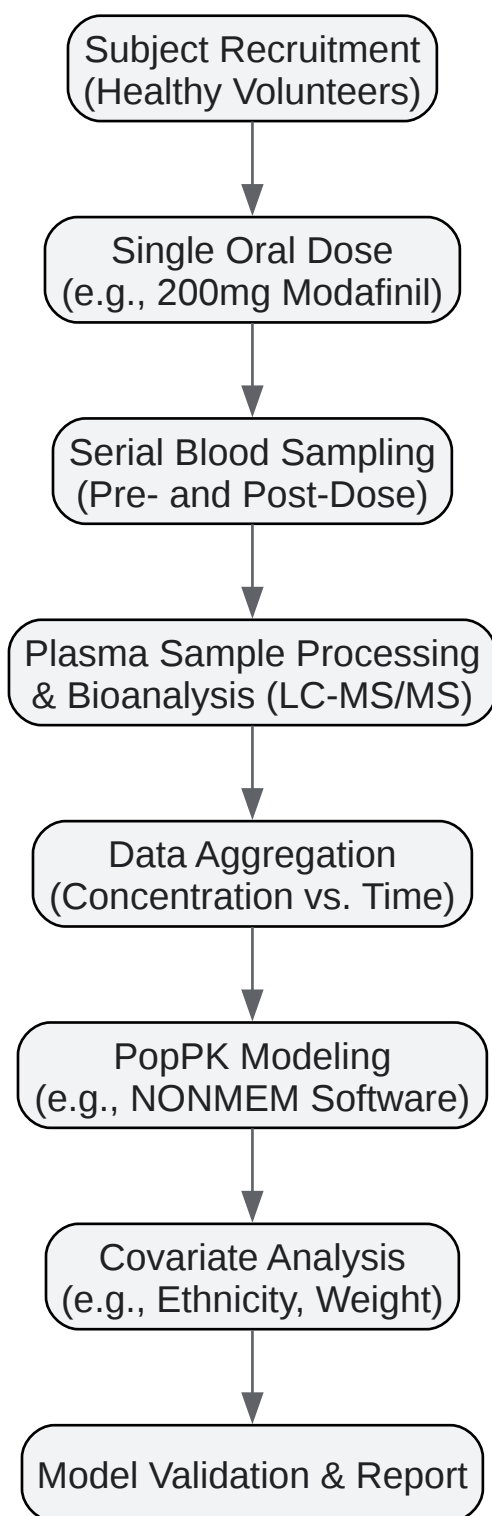 Subject Recruitment
(Healthy Volunteers)
Single Oral Dose
(e.g., 200mg Modafinil)
Serial Blood Sampling
(Pre- and Post-Dose)
Plasma Sample Processing
& Bioanalysis (LC-MS/MS)
Data Aggregation
(Concentration vs. Time)
PopPK Modeling
(e.g., NONMEM Software)
Covariate Analysis
(e.g., Ethnicity, Weight)
Model Validation & Report